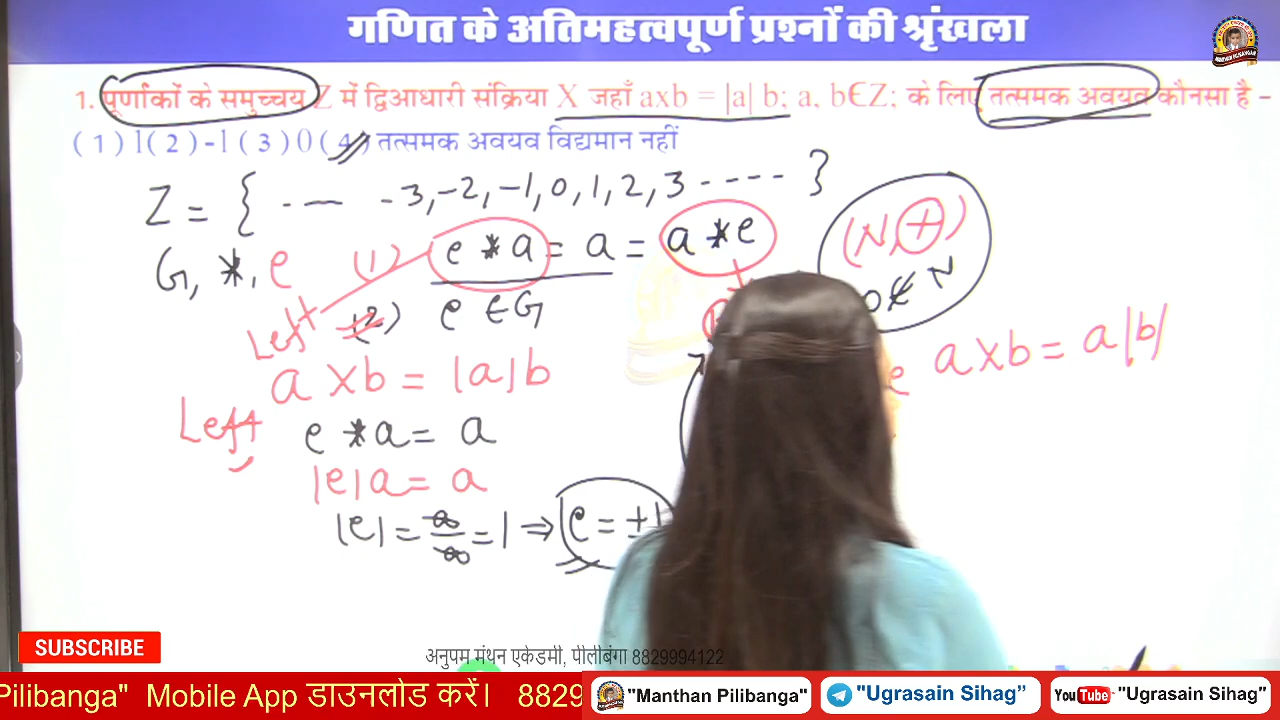 गणित के अतिमहत्वपूर्ण प्रश्नों की श्रृंखला
1. पूर्णांकों के समुच्चय Z में द्विआधारी संक्रिया X जहाँ axb = |a| b; a, b∈Z; के लिए तत्समक अवयव कौनसा है -
(1) 1 (2) -1 (3) 0 (4) तत्समक अवयव विद्यमान नहीं
Z = { ---- -3, -2, -1, 0, 1, 2, 3 ---- }
G, *, e (1) e * a = a = a * e (N, +)
Left (2) e ∈ G 0 ∉ N
a x b = |a| b
a x b = a |b|
Left e * a = a
|e| a = a
|e| = a/a = 1 ⇒ e = ±1
SUBSCRIBE
अनुपम मंथन एकेडमी, पीलीबंगा 8829994122
Pilibanga" Mobile App डाउनलोड करें। 882
"Manthan Pilibanga" "Ugrasain Sihag" YouTube - "Ugrasain Sihag"